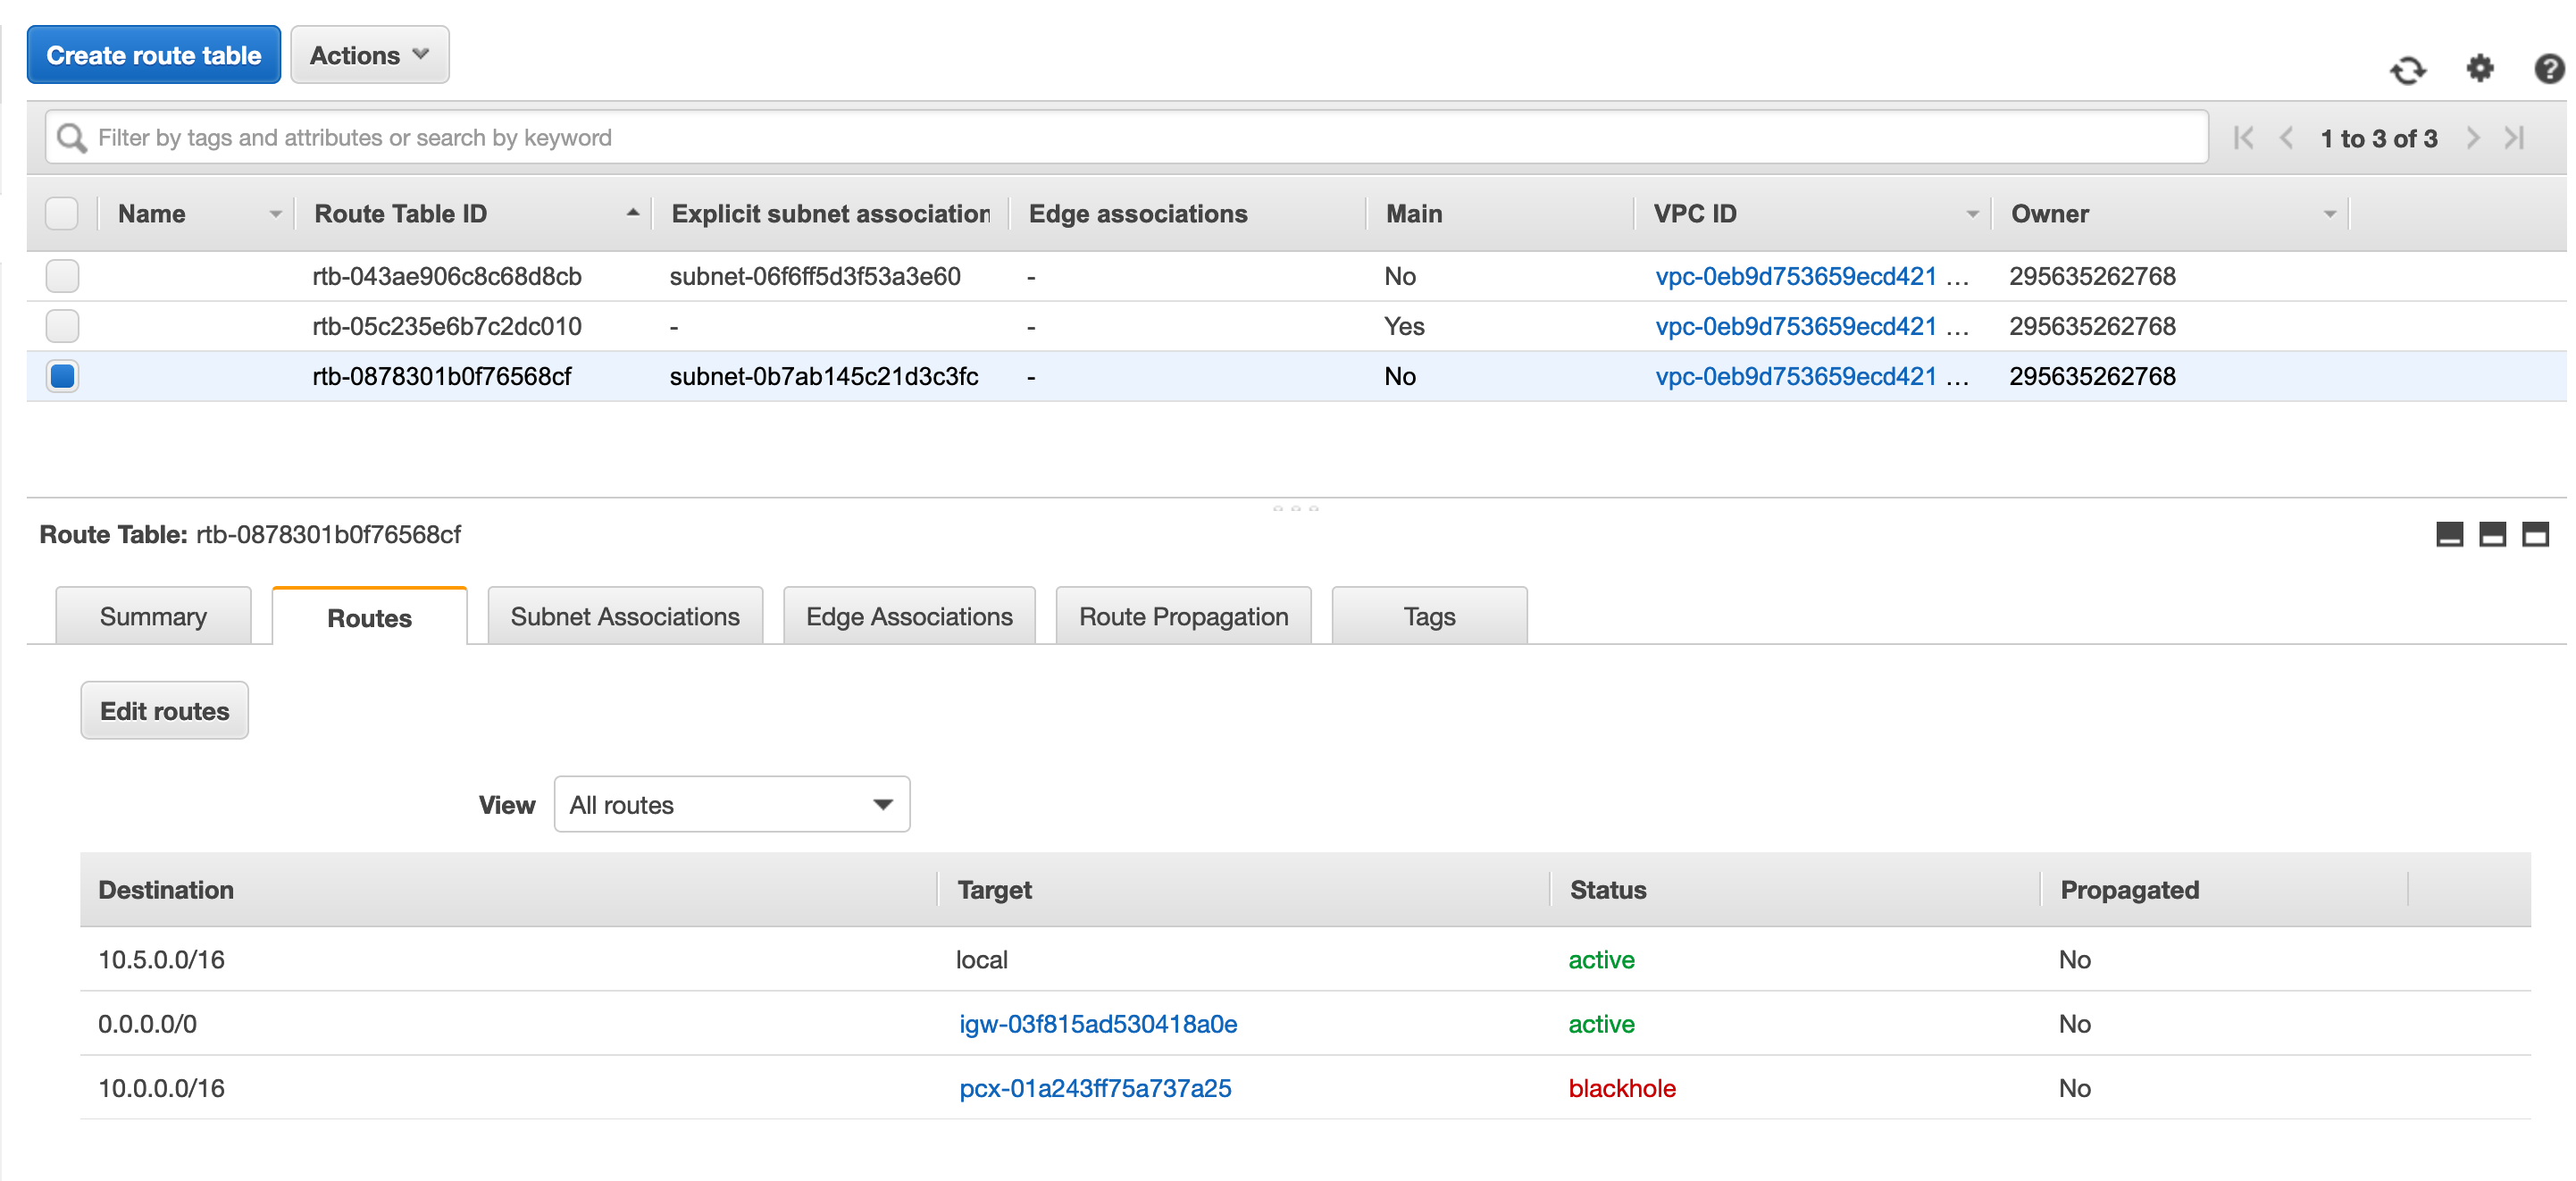 Create route table Actions
Filter by tags and attributes or search by keyword 1 to 3 of 3
Name Route Table ID Explicit subnet association Edge associations Main VPC ID Owner
rtb-043ae906c8c68d8cb subnet-06f6ff5d3f53a3e60 - No vpc-0eb9d753659ecd421 ... 295635262768
rtb-05c235e6b7c2dc010 - - Yes vpc-0eb9d753659ecd421 ... 295635262768
rtb-0878301b0f76568cf subnet-0b7ab145c21d3c3fc - No vpc-0eb9d753659ecd421 ... 295635262768
Route Table: rtb-0878301b0f76568cf
Summary Routes Subnet Associations Edge Associations Route Propagation Tags
Edit routes
View All routes
Destination Target Status Propagated
10.5.0.0/16 local active No
0.0.0.0/0 igw-03f815ad530418a0e active No
10.0.0.0/16 pcx-01a243ff75a737a25 blackhole No